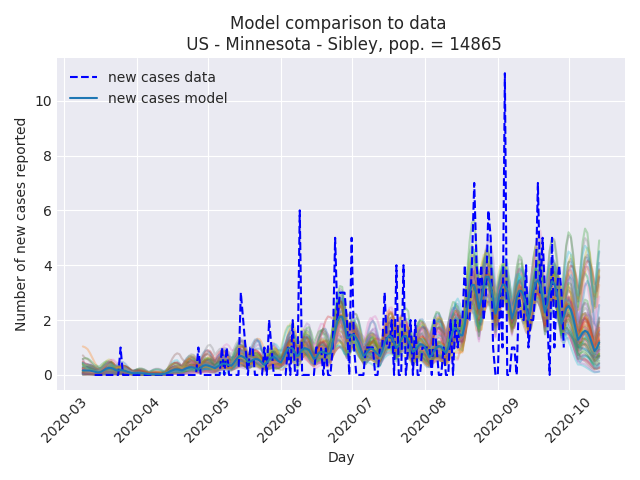 Model comparison to data
US - Minnesota - Sibley, pop. = 14865
new cases data
new cases model
Number of new cases reported
10
8
6
4
2
0
2020-03
2020-04
2020-05
2020-06
2020-07
2020-08
2020-09
2020-10
Day